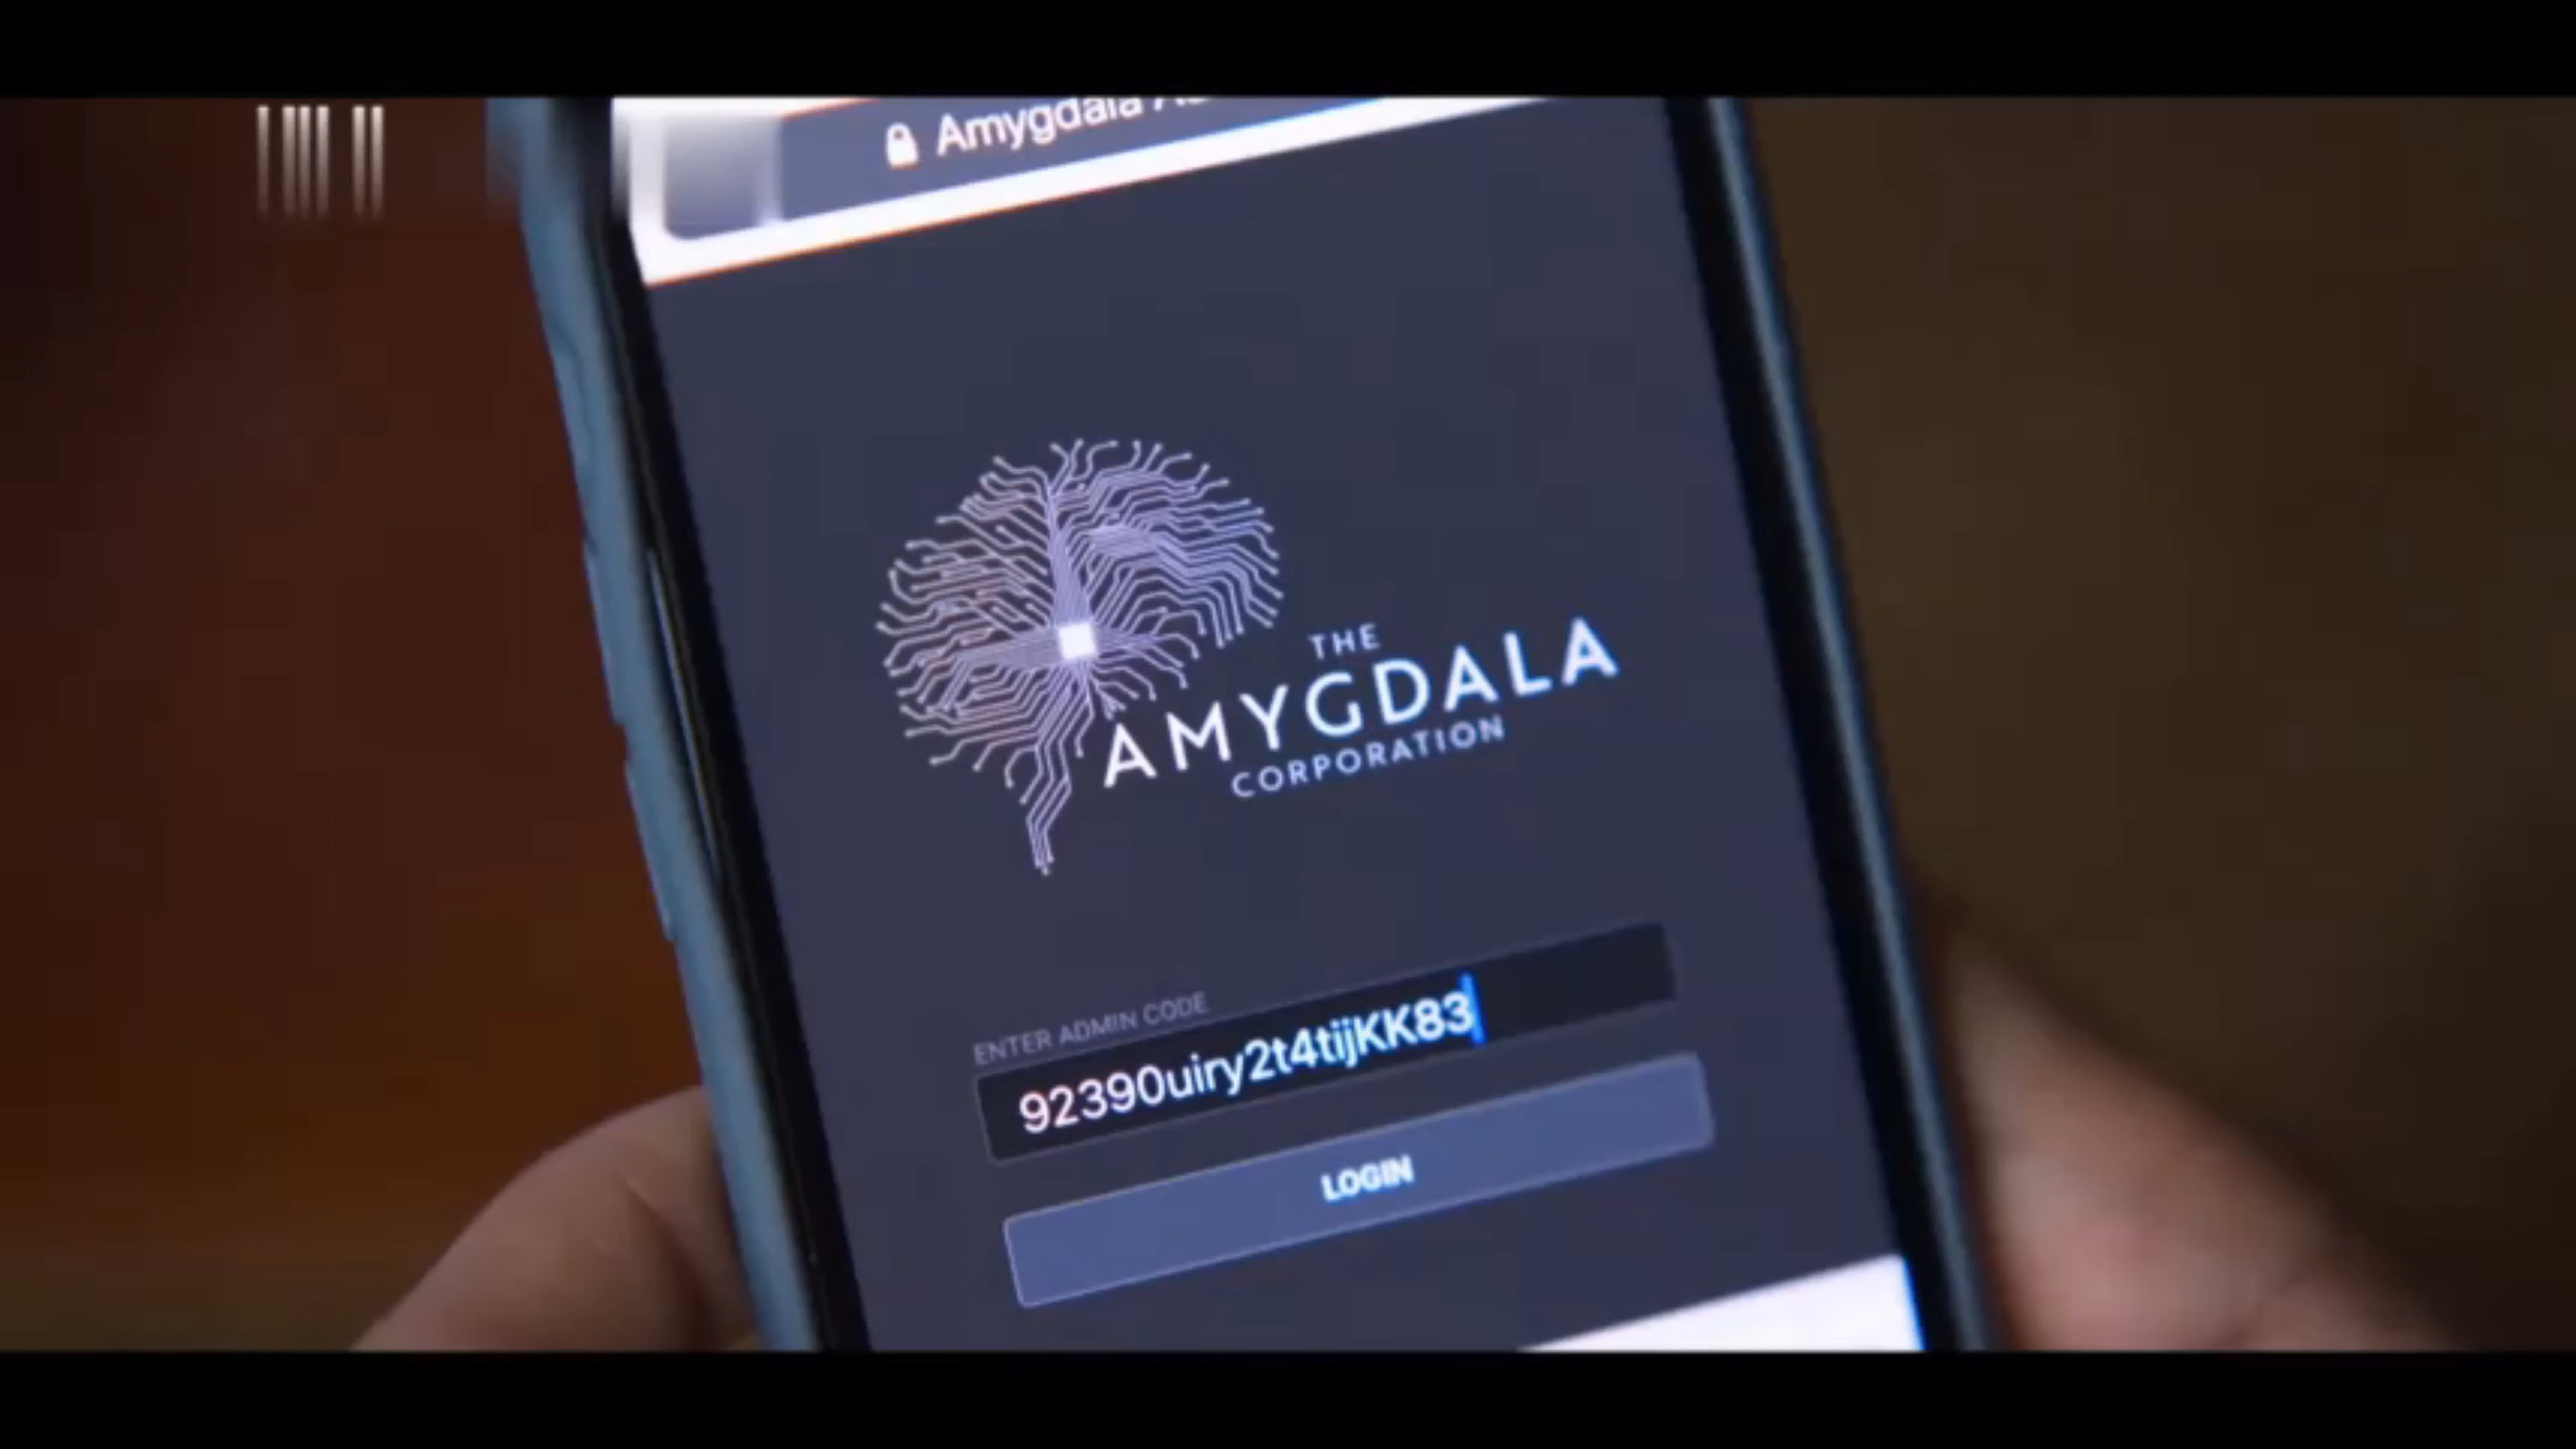 Amygdala
THE
AMYGDALA
CORPORATION
ENTER ADMIN CODE
92390uiry2t4tijKK83
LOGIN